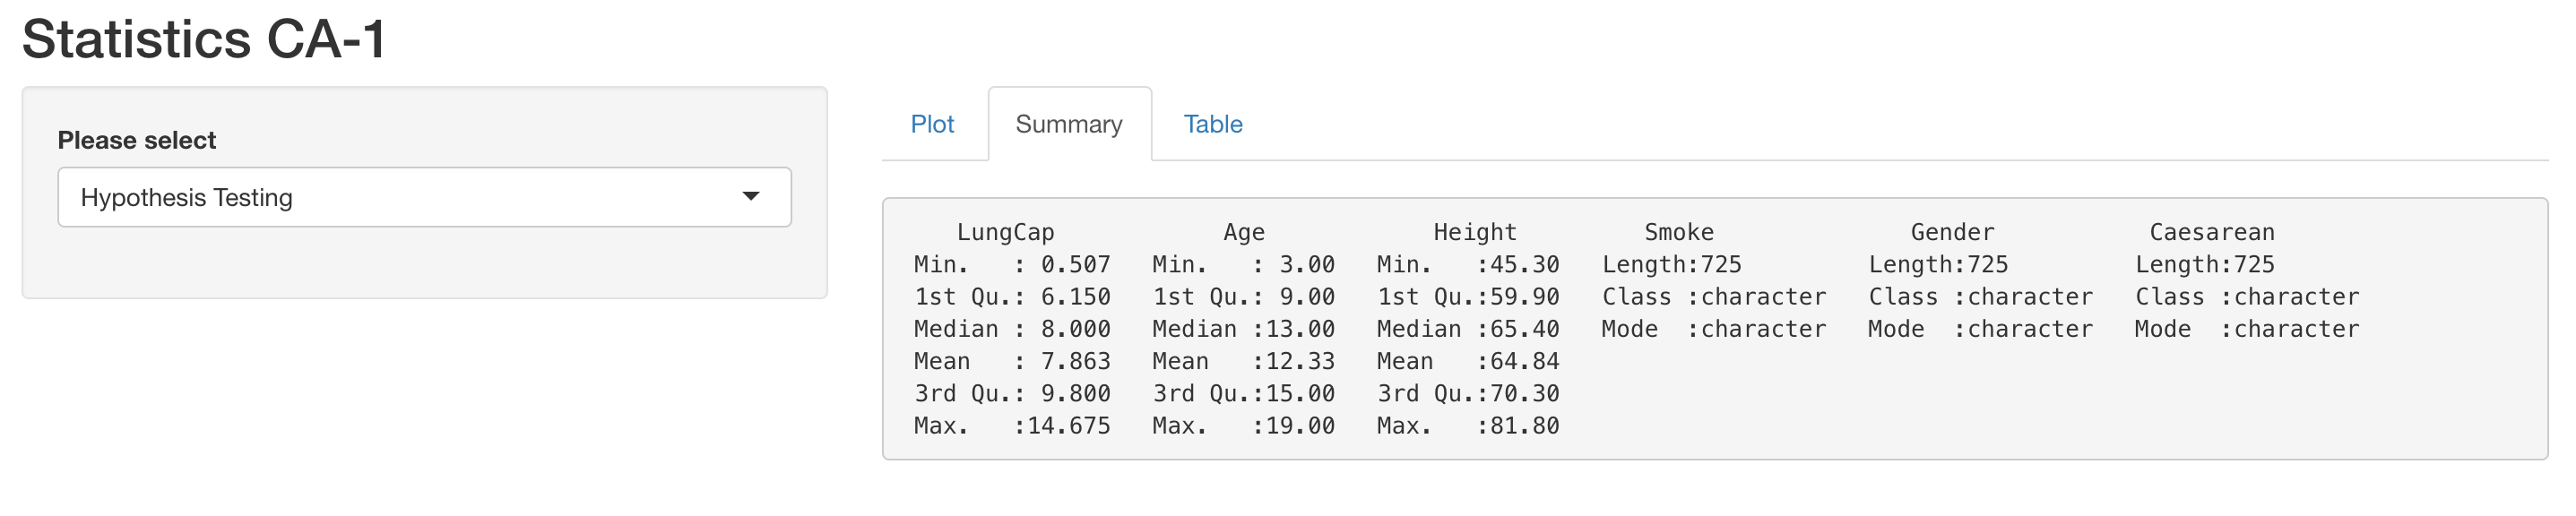 Statistics CA-1
Please select
Hypothesis Testing
Plot Summary Table
LungCap Age Height Smoke Gender Caesarean
Min. : 0.507 Min. : 3.00 Min. :45.30 Length:725 Length:725 Length:725
1st Qu.: 6.150 1st Qu.: 9.00 1st Qu.:59.90 Class :character Class :character Class :character
Median : 8.000 Median :13.00 Median :65.40 Mode :character Mode :character Mode :character
Mean : 7.863 Mean :12.33 Mean :64.84
3rd Qu.: 9.800 3rd Qu.:15.00 3rd Qu.:70.30
Max. :14.675 Max. :19.00 Max. :81.80